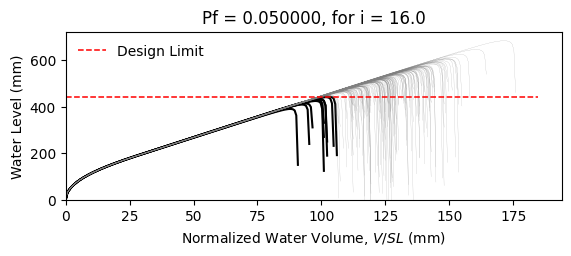 Pf = 0.050000, for i = 16.0
Design Limit
Water Level (mm)
600
400
200
0
0 25 50 75 100 125 150 175
Normalized Water Volume, V/SL (mm)